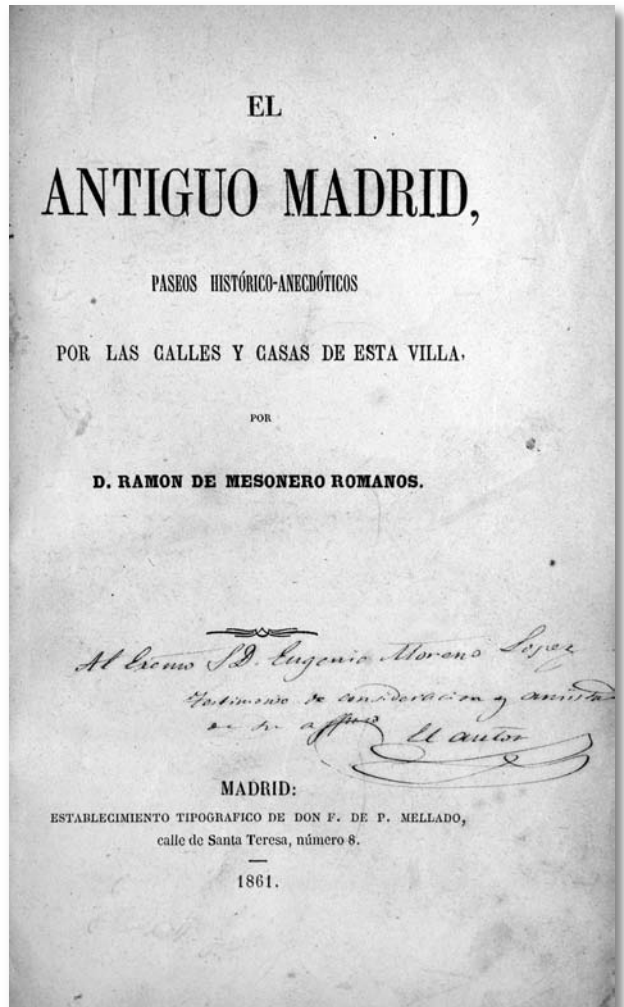 EL
ANTIGUO MADRID,
PASEOS HISTÓRICO-ANECDÓTICOS
POR LAS CALLES Y CASAS DE ESTA VILLA,
POR
D. RAMON DE MESONERO ROMANOS.
Al Excmo S D. Eugenio Moreno Lopez
Testimonio de consideracion y amista
de su affmo
El autor
MADRID:
ESTABLECIMIENTO TIPOGRAFICO DE DON F. DE P. MELLADO,
calle de Santa Teresa, número 8.
1861.